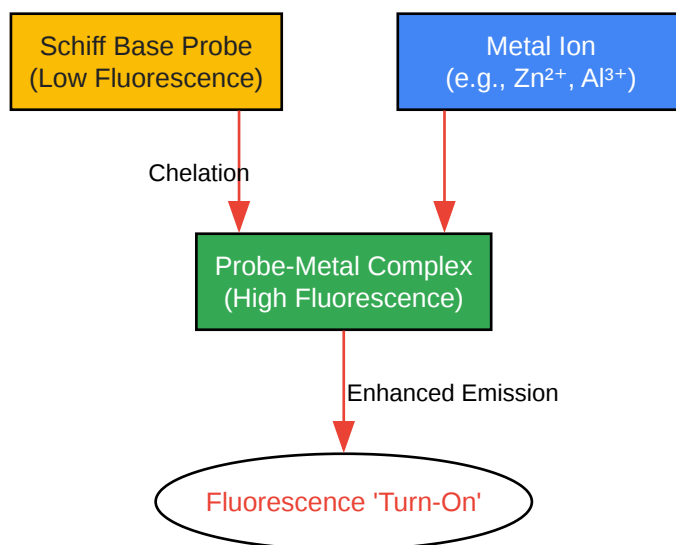 Schiff Base Probe
(Low Fluorescence)
Metal Ion
(e.g., Zn²⁺, Al³⁺)
Chelation
Probe-Metal Complex
(High Fluorescence)
Enhanced Emission
Fluorescence 'Turn-On'